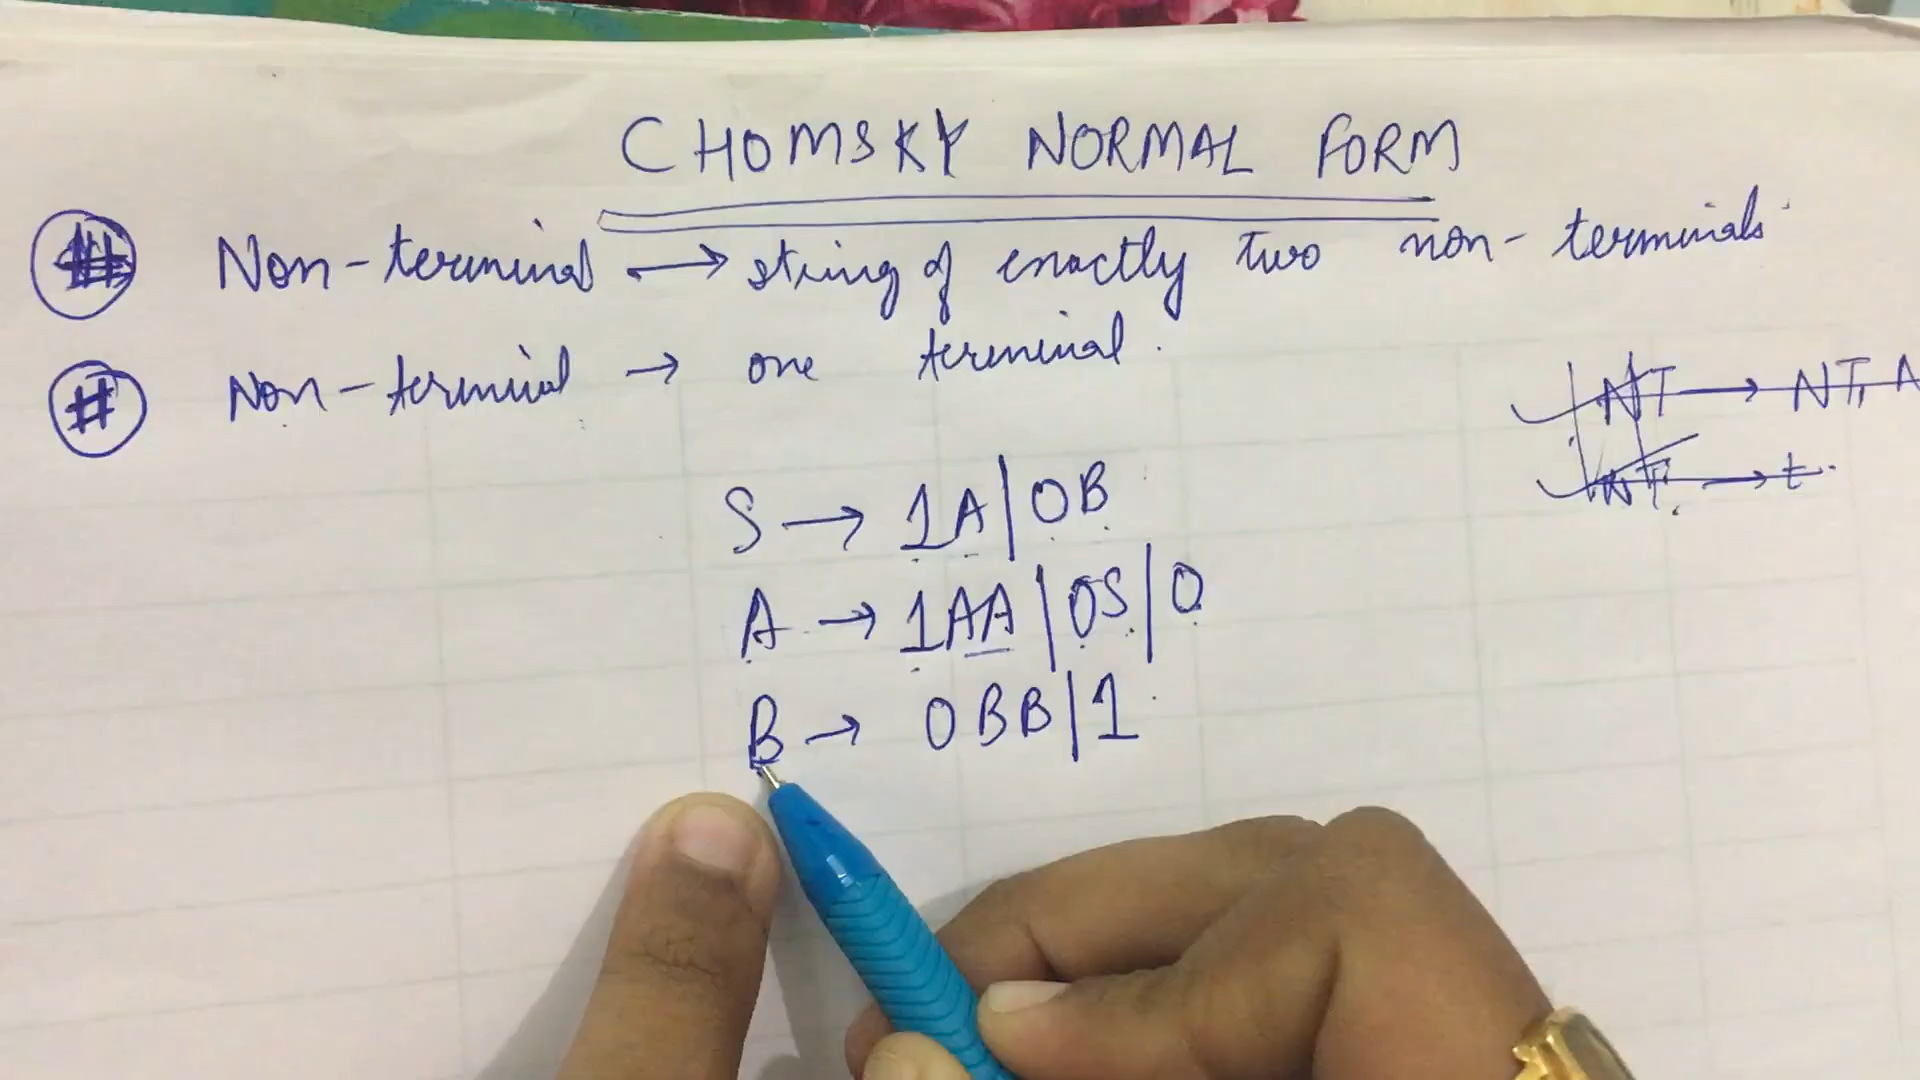 CHOMSKY NORMAL FORM
# Non-terminal → string of exactly two non-terminals
# Non-terminal → one terminal.
NT → NT, A
NT → t.
S → 1A|0B
A → 1AA|0S|0
B → 0BB|1